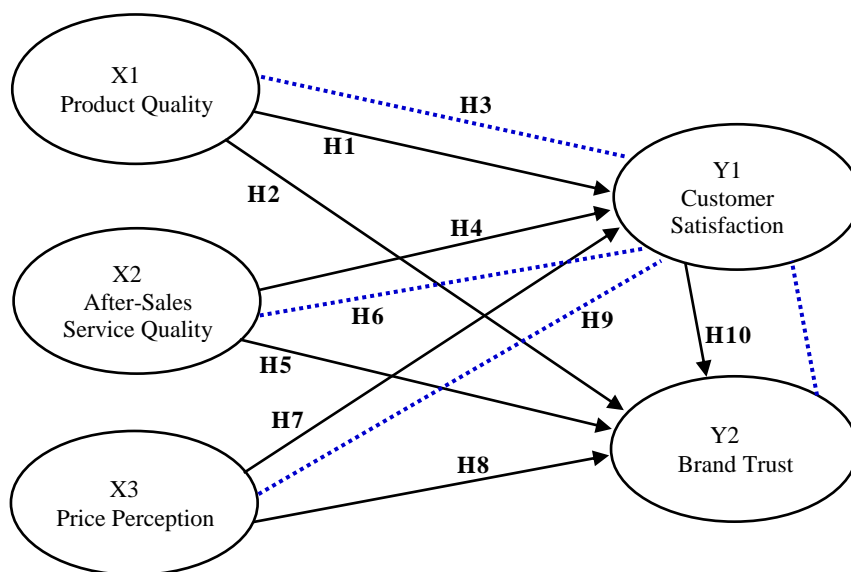 X1
Product Quality
H3
H1
H2
Y1
Customer
Satisfaction
H4
X2
After-Sales
Service Quality
H6
H9
H10
H5
H7
Y2
Brand Trust
H8
X3
Price Perception